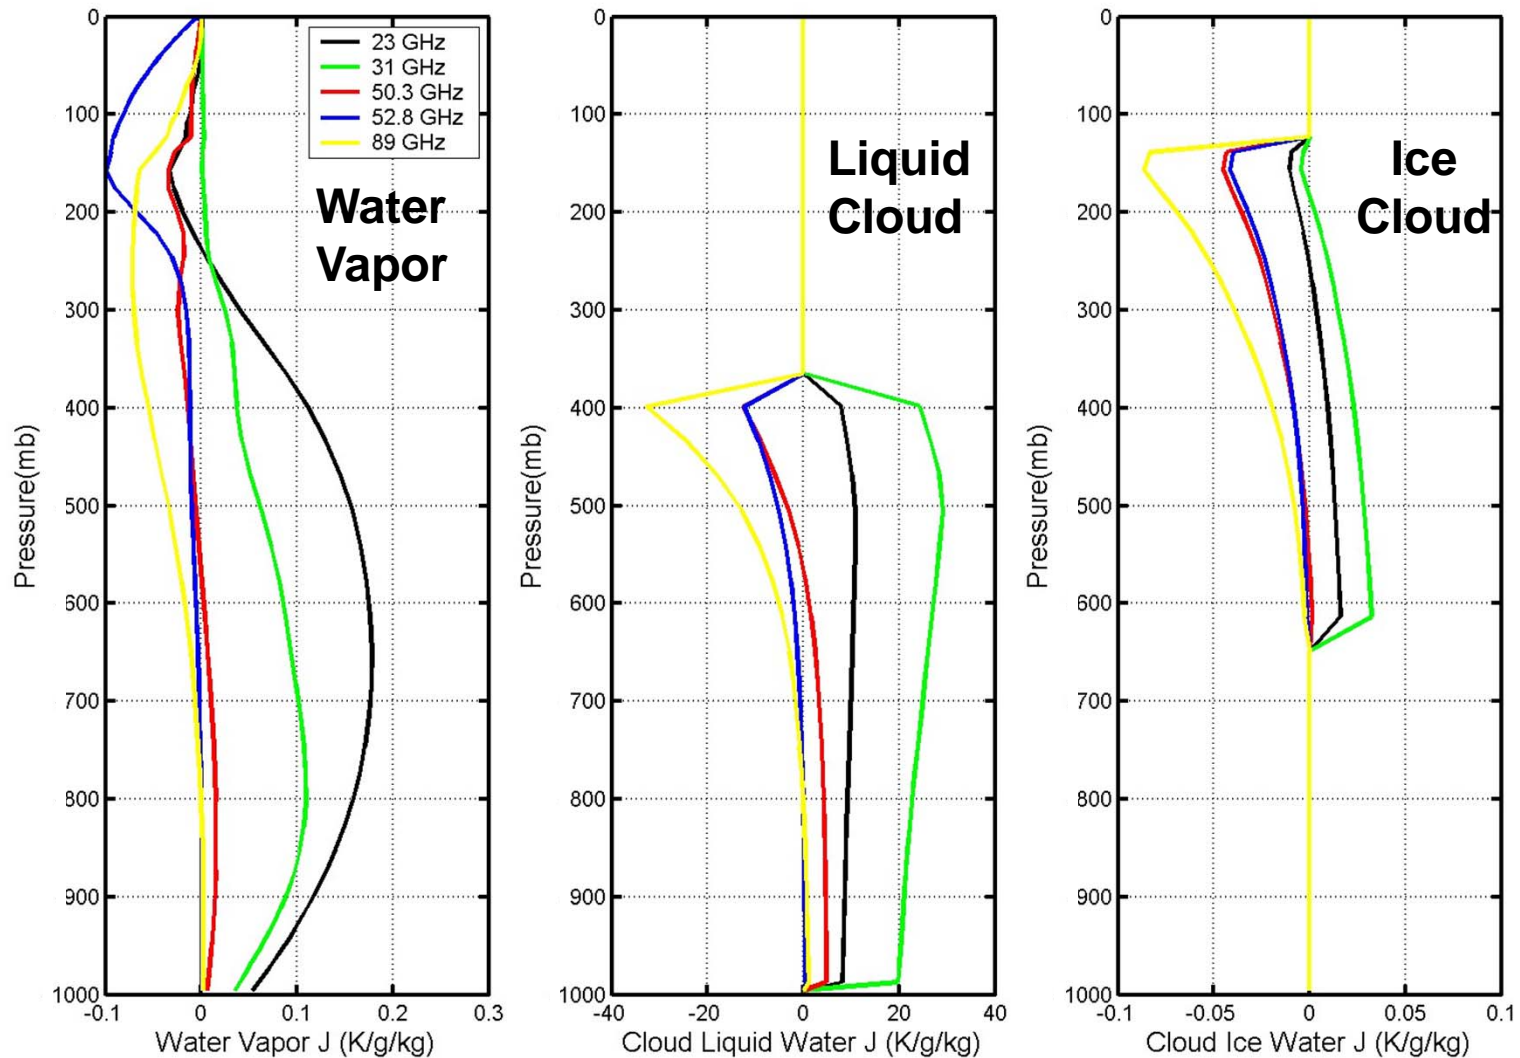 0
100
200
300
400
500
600
700
800
900
1000
Pressure(mb)
23 GHz
31 GHz
50.3 GHz
52.8 GHz
89 GHz
Water
Vapor
-0.1
0
0.1
0.2
0.3
Water Vapor J (K/g/kg)
0
100
200
300
400
500
600
700
800
900
1000
Pressure(mb)
Liquid
Cloud
-40
-20
0
20
40
Cloud Liquid Water J (K/g/kg)
0
100
200
300
400
500
600
700
800
900
1000
Pressure(mb)
Ice
Cloud
-0.1
-0.05
0
0.05
0.1
Cloud Ice Water J (K/g/kg)